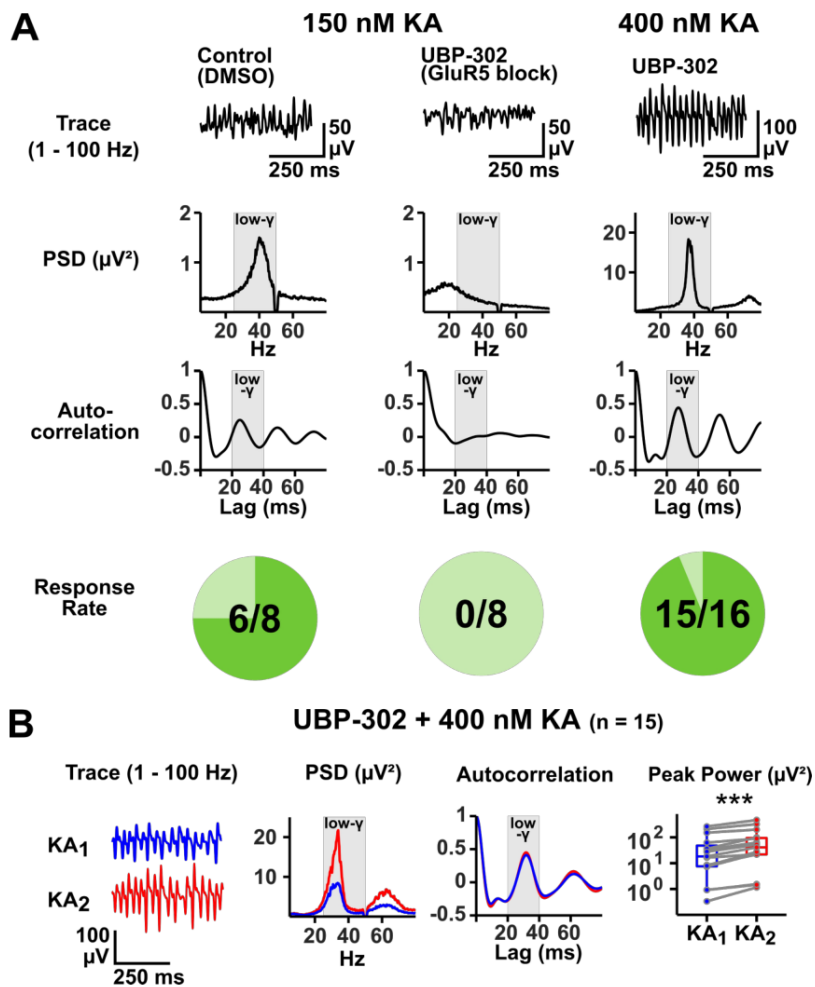 A
150 nM KA
400 nM KA
Control
(DMSO)
UBP-302
(GluR5 block)
UBP-302
Trace
(1 - 100 Hz)
50
µV
250 ms
50
µV
250 ms
100
µV
250 ms
PSD (µV²)
2
1
low-γ
20 40 60
Hz
2
1
low-γ
20 40 60
Hz
20
10
low-γ
20 40 60
Hz
Auto-
correlation
1
0.5
0
-0.5
low
-γ
20 40 60
Lag (ms)
1
0.5
0
-0.5
low
-γ
20 40 60
Lag (ms)
1
0.5
0
-0.5
low
-γ
20 40 60
Lag (ms)
Response
Rate
6/8
0/8
15/16
B
UBP-302 + 400 nM KA (n = 15)
Trace (1 - 100 Hz)
PSD (µV²)
Autocorrelation
Peak Power (µV²)
KA1
KA2
100
µV
250 ms
20
10
low-γ
20 40 60
Hz
1
0.5
0
-0.5
low
-γ
20 40 60
Lag (ms)
***
10²
10¹
10⁰
KA1 KA2